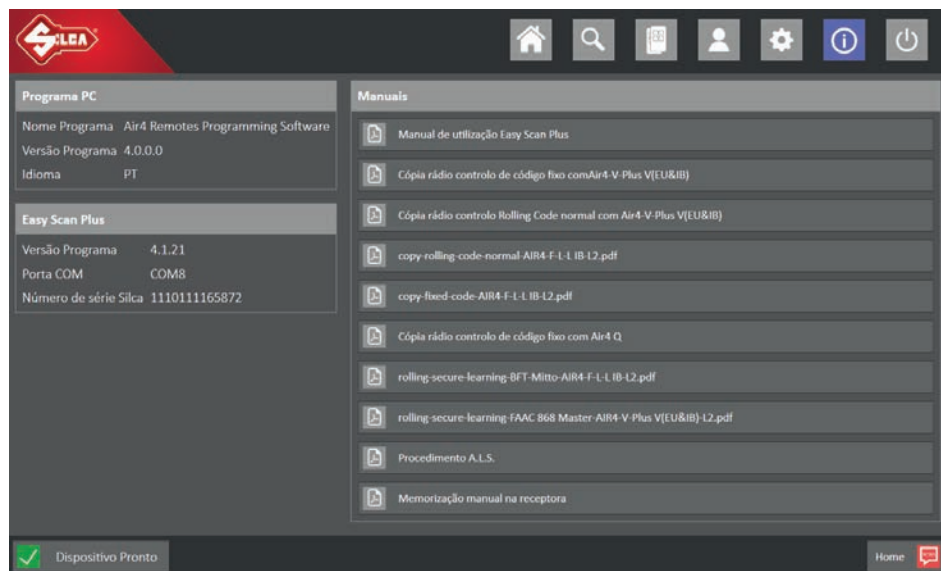 SILCA
Programa PC
Nome Programa Air4 Remotes Programming Software
Versão Programa 4.0.0.0
Idioma PT
Easy Scan Plus
Versão Programa 4.1.21
Porta COM COM8
Número de série Silca 1110111165872
Manuais
Manual de utilização Easy Scan Plus
Cópia rádio controlo de código fixo comAir4-V-Plus V(EU&IB)
Cópia rádio controlo Rolling Code normal com Air4-V-Plus V(EU&IB)
copy-rolling-code-normal-AIR4-F-L-L IB-L2.pdf
copy-fixed-code-AIR4-F-L-L IB-L2.pdf
Cópia rádio controlo de código fixo com Air4 Q
rolling-secure-learning-BFT-Mitto-AIR4-F-L-L IB-L2.pdf
rolling-secure-learning-FAAC 868 Master-AIR4-V-Plus V(EU&IB)-L2.pdf
Procedimento A.L.S.
Memorização manual na receptora
Dispositivo Pronto
Home